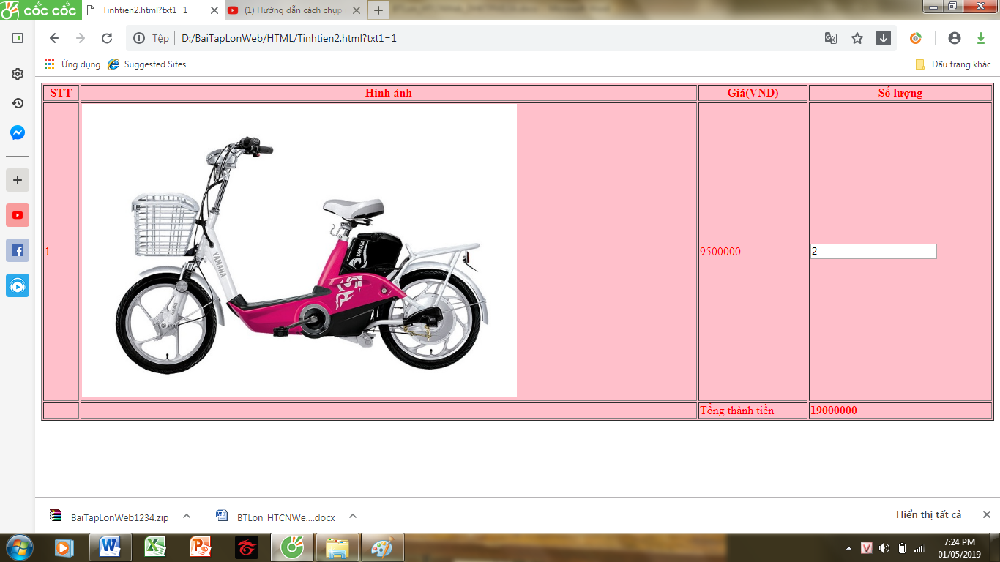 cốc cốc
Tinhtien2.html?txt1=1
(1) Hướng dẫn cách chụp
Tệp
D:/BaiTapLonWeb/HTML/Tinhtien2.html?txt1=1
Ứng dụng
Suggested Sites
Dấu trang khác
STT
Hình ảnh
Giá(VND)
Số lượng
1
YAMAHA
YAMAHA
9500000
2
Tổng thành tiền
19000000
BaiTapLonWeb1234.zip
BTLon_HTCNWe....docx
Hiển thị tất cả
7:24 PM
01/05/2019